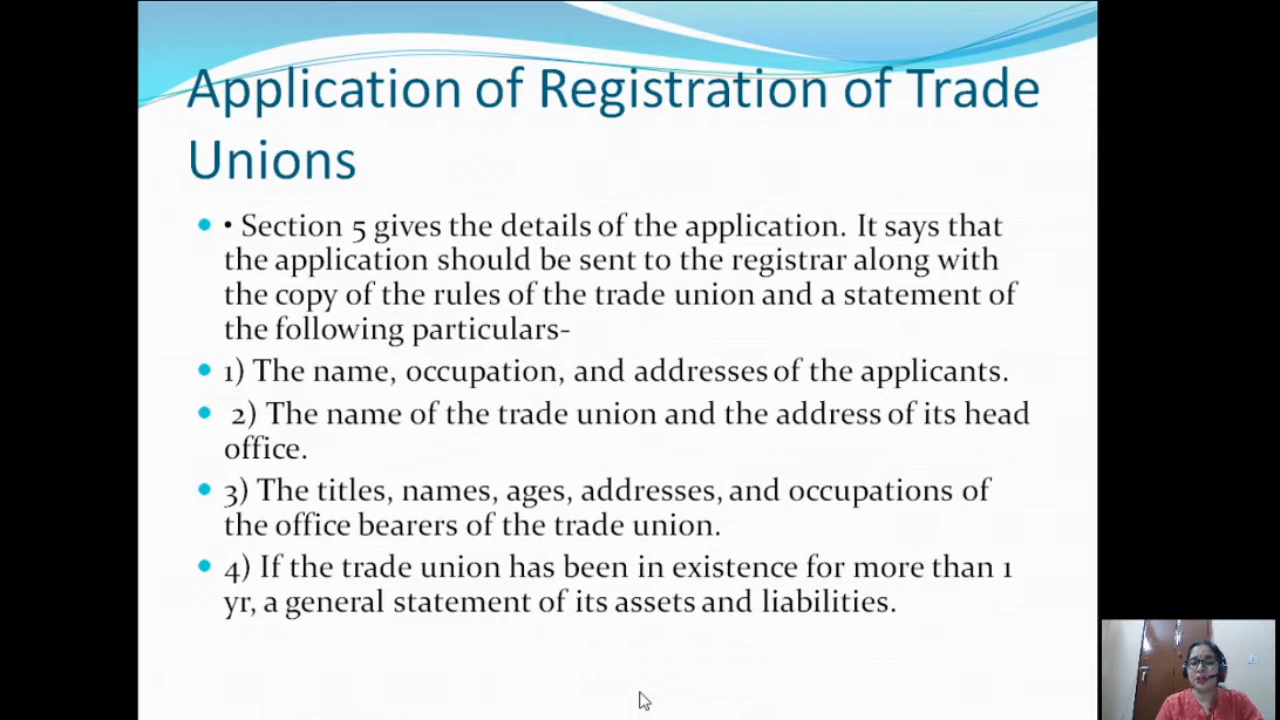 Application of Registration of Trade
Unions
• Section 5 gives the details of the application. It says that
the application should be sent to the registrar along with
the copy of the rules of the trade union and a statement of
the following particulars-
1) The name, occupation, and addresses of the applicants.
2) The name of the trade union and the address of its head
office.
3) The titles, names, ages, addresses, and occupations of
the office bearers of the trade union.
4) If the trade union has been in existence for more than 1
yr, a general statement of its assets and liabilities.